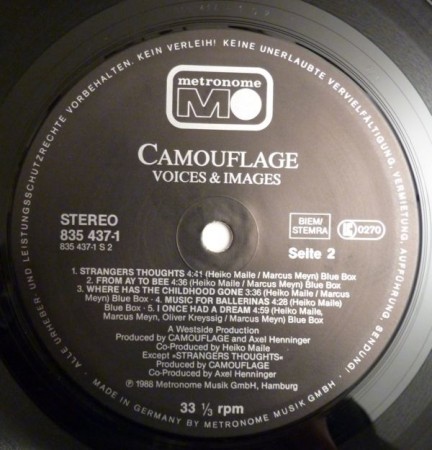 ALLE URHEBER UND LEISTUNGSSCHUTZRECHTE VORBEHALTEN. KEIN VERLEIH! KEINE UNERLAUBTE VERVIELFÄLTIGUNG, VERMIETUNG, AUFFÜHRUNG, SENDUNG!
metronome
MO
CAMOUFLAGE
VOICES & IMAGES
STEREO
835 437-1
835 437-1 S 2
BIEM/
STEMRA
LC 0270
Seite 2
1. STRANGERS THOUGHTS 4:41 (Heiko Maile / Marcus Meyn) Blue Box
2. FROM AY TO BEE 4:36 (Heiko Maile / Marcus Meyn) Blue Box
3. WHERE HAS THE CHILDHOOD GONE 3:36 (Heiko Maile / Marcus
Meyn) Blue Box - 4. MUSIC FOR BALLERINAS 4:28 (Heiko Maile)
Blue Box - 5. I ONCE HAD A DREAM 4:59 (Heiko Maile,
Marcus Meyn, Oliver Kreyssig / Marcus Meyn) Blue Box
A Westside Production
Produced by CAMOUFLAGE and Axel Henninger
Co-Produced by Heiko Maile
Except »STRANGERS THOUGHTS«
Produced by CAMOUFLAGE
Co-Produced by Axel Henninger
℗ 1988 Metronome Musik GmbH, Hamburg
33 1/3 rpm
· MADE IN GERMANY BY METRONOME MUSIK GMBH ·